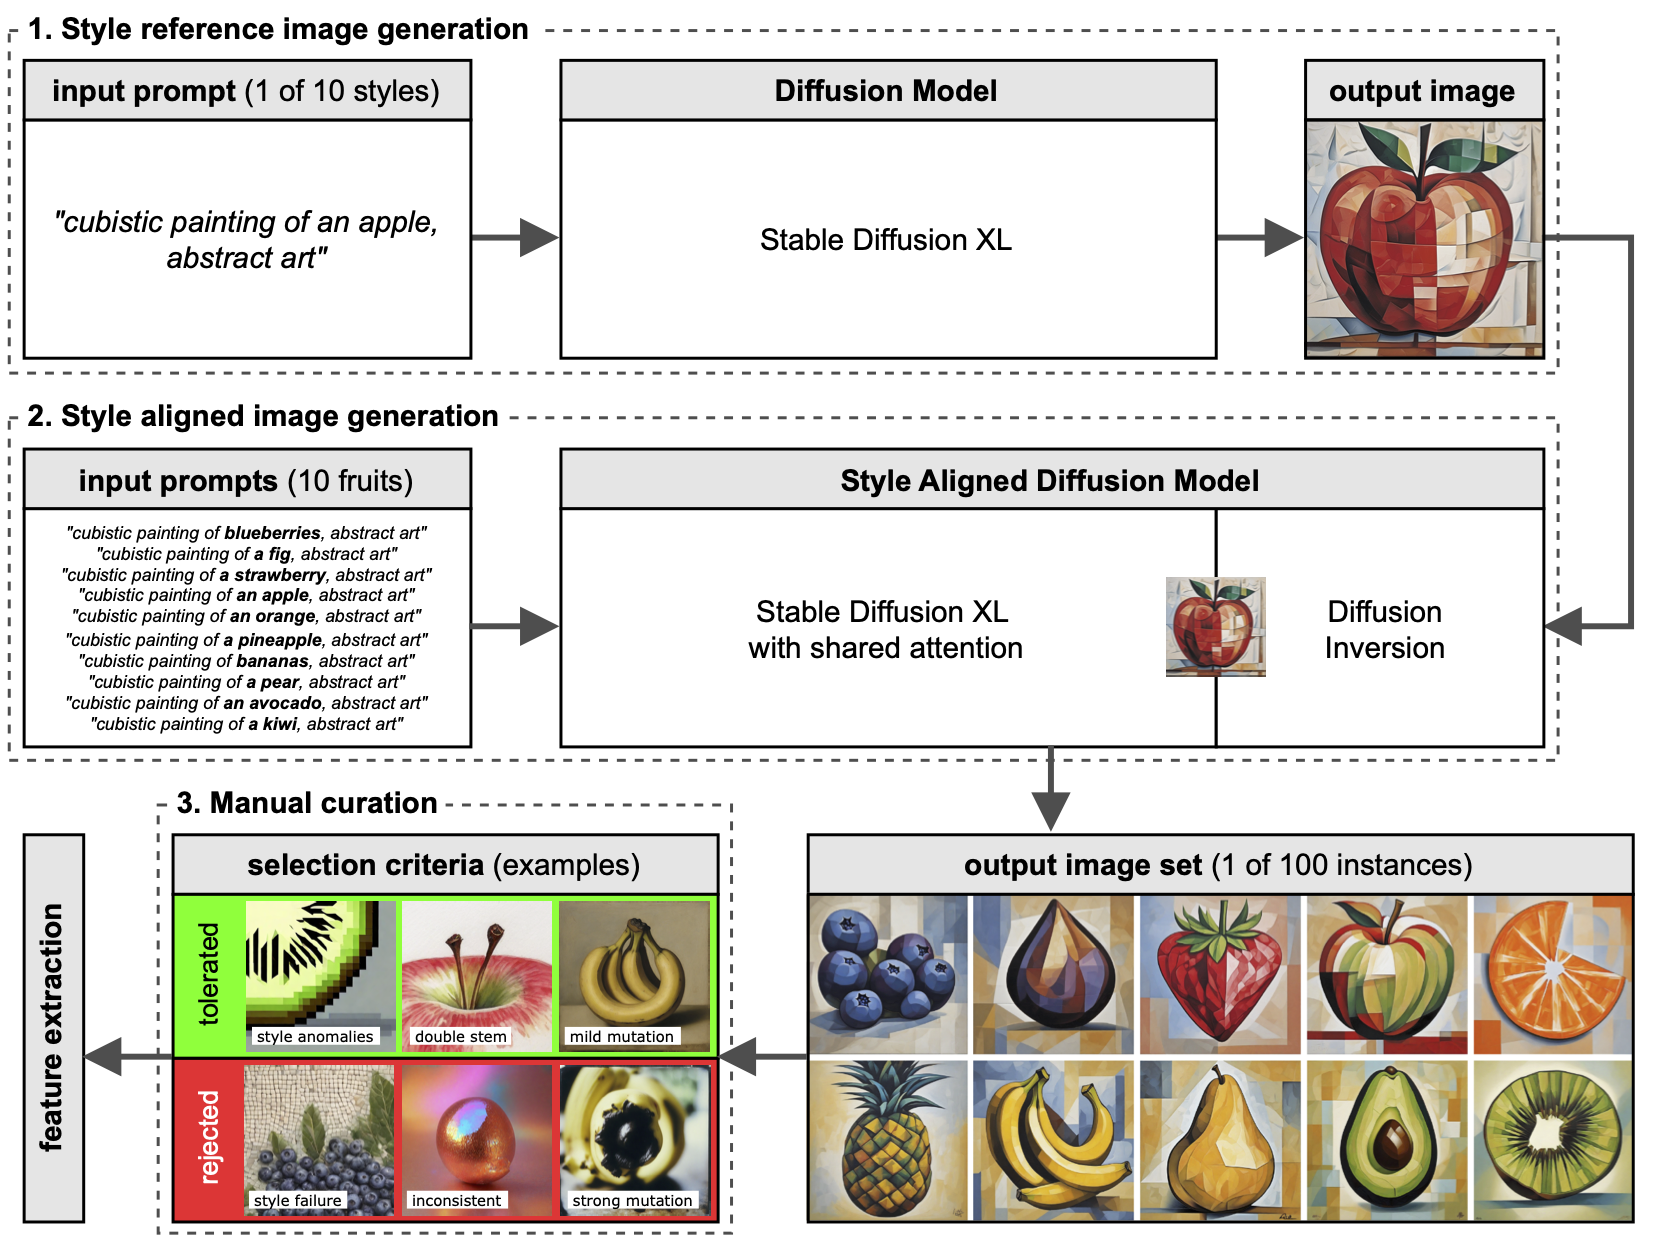 1. Style reference image generation
input prompt (1 of 10 styles)
"cubistic painting of an apple,
abstract art"
Diffusion Model
Stable Diffusion XL
output image
2. Style aligned image generation
input prompts (10 fruits)
"cubistic painting of blueberries, abstract art"
"cubistic painting of a fig, abstract art"
"cubistic painting of a strawberry, abstract art"
"cubistic painting of an apple, abstract art"
"cubistic painting of an orange, abstract art"
"cubistic painting of a pineapple, abstract art"
"cubistic painting of bananas, abstract art"
"cubistic painting of a pear, abstract art"
"cubistic painting of an avocado, abstract art"
"cubistic painting of a kiwi, abstract art"
Style Aligned Diffusion Model
Stable Diffusion XL
with shared attention
Diffusion
Inversion
output image set (1 of 100 instances)
3. Manual curation
selection criteria (examples)
tolerated
style anomalies
double stem
mild mutation
rejected
style failure
inconsistent
strong mutation
feature extraction